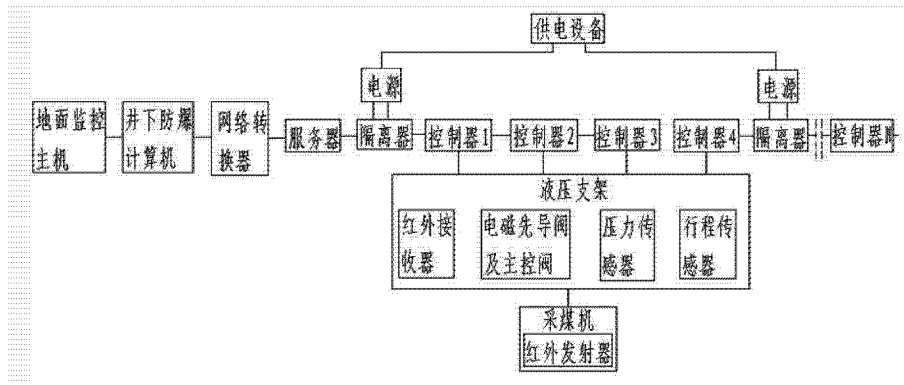 供电设备
电源
电源
地面监控
主机
井下防爆
计算机
网络转
换器
服务器
隔离器
控制器1
控制器2
控制器3
控制器4
隔离器
控制器N
液压支架
红外接
收器
电磁先导阀
及主控阀
压力传
感器
行程传
感器
采煤机
红外发射器